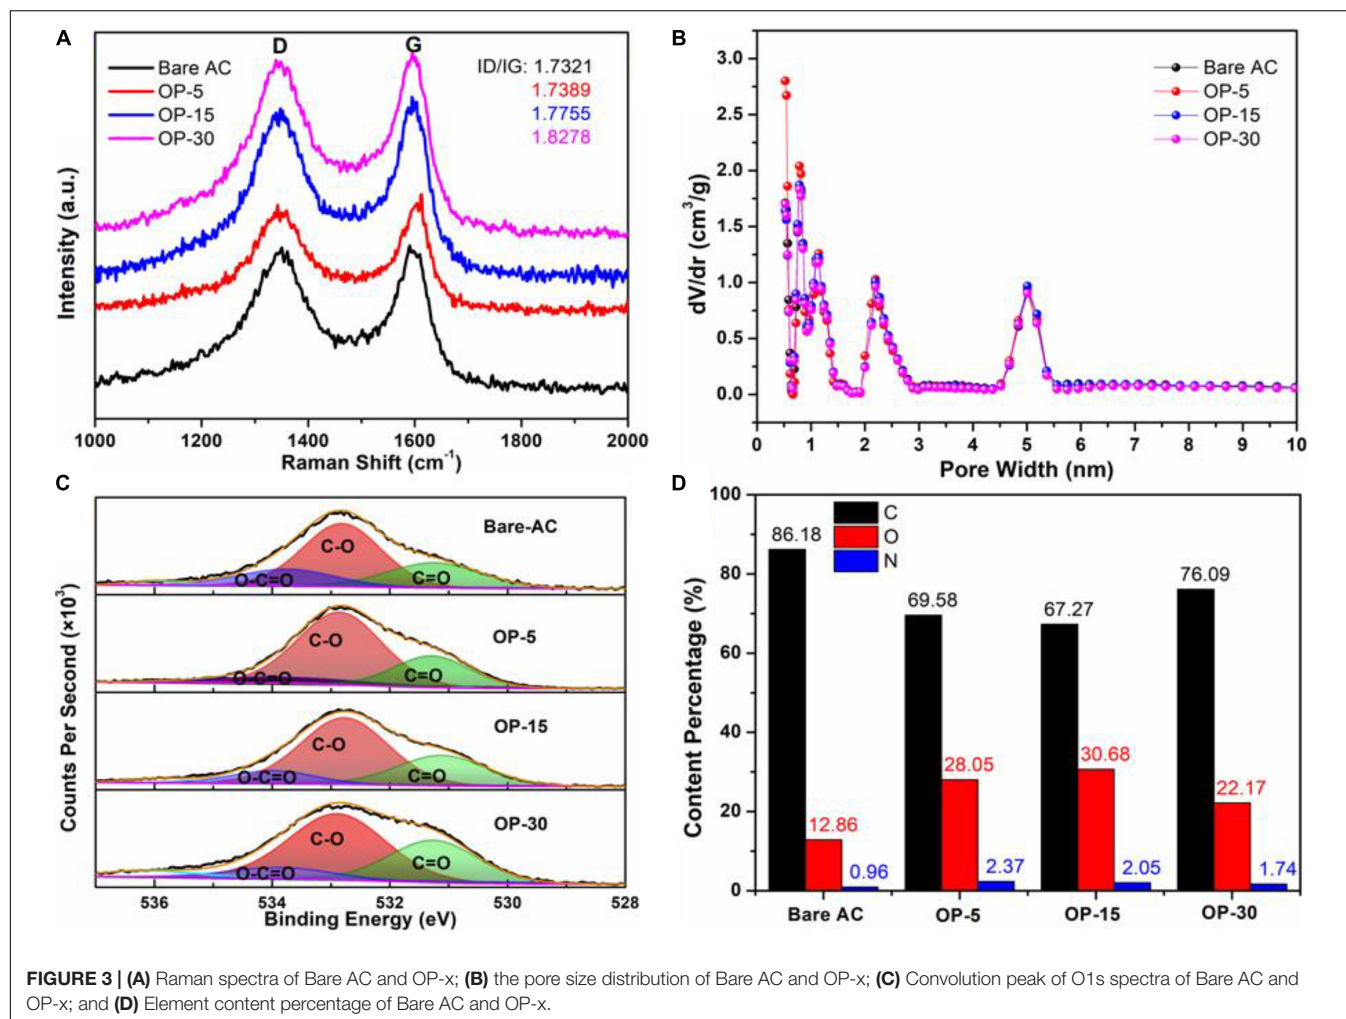 A
D
G
Bare AC
OP-5
OP-15
OP-30
ID/IG: 1.7321
1.7389
1.7755
1.8278
Intensity (a.u.)
1000 1200 1400 1600 1800 2000
Raman Shift (cm⁻¹)
B
Bare AC
OP-5
OP-15
OP-30
3.0
2.5
2.0
1.5
1.0
0.5
0.0
dV/dr (cm³/g)
0 1 2 3 4 5 6 7 8 9 10
Pore Width (nm)
C
Bare-AC
C-O
O-C=O
C=O
OP-5
C-O
O-C=O
C=O
OP-15
C-O
O-C=O
C=O
OP-30
C-O
O-C=O
C=O
Counts Per Second (×10³)
536 534 532 530 528
Binding Energy (eV)
D
C
O
N
100
80
60
40
20
0
Content Percentage (%)
86.18
12.86
0.96
69.58
28.05
2.37
67.27
30.68
2.05
76.09
22.17
1.74
Bare AC OP-5 OP-15 OP-30
FIGURE 3 | (A) Raman spectra of Bare AC and OP-x; (B) the pore size distribution of Bare AC and OP-x; (C) Convolution peak of O1s spectra of Bare AC and
OP-x; and (D) Element content percentage of Bare AC and OP-x.